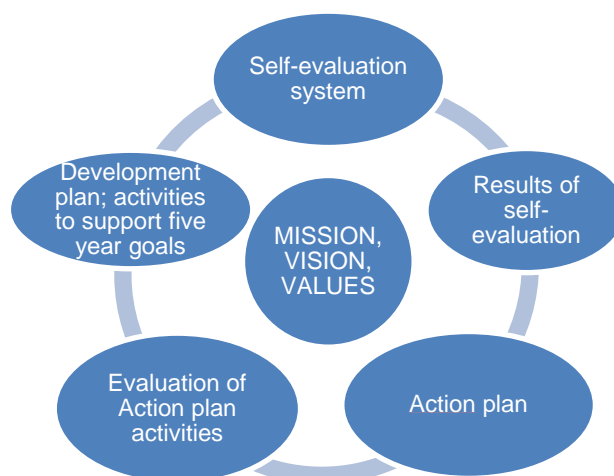 Self-evaluation
system
Results of
self-
evaluation
Action plan
Evaluation of
Action plan
activities
Development
plan; activities
to support five
year goals
MISSION,
VISION,
VALUES